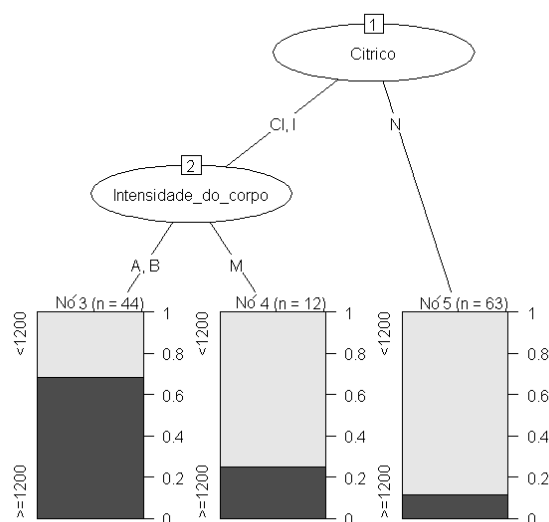 1
Citrico
CI, I
N
2
Intensidade_do_corpo
A, B
M
Nó 3 (n = 44)
<1200
>=1200
1
0.8
0.6
0.4
0.2
0
Nó 4 (n = 12)
<1200
>=1200
1
0.8
0.6
0.4
0.2
0
Nó 5 (n = 63)
<1200
>=1200
1
0.8
0.6
0.4
0.2
0